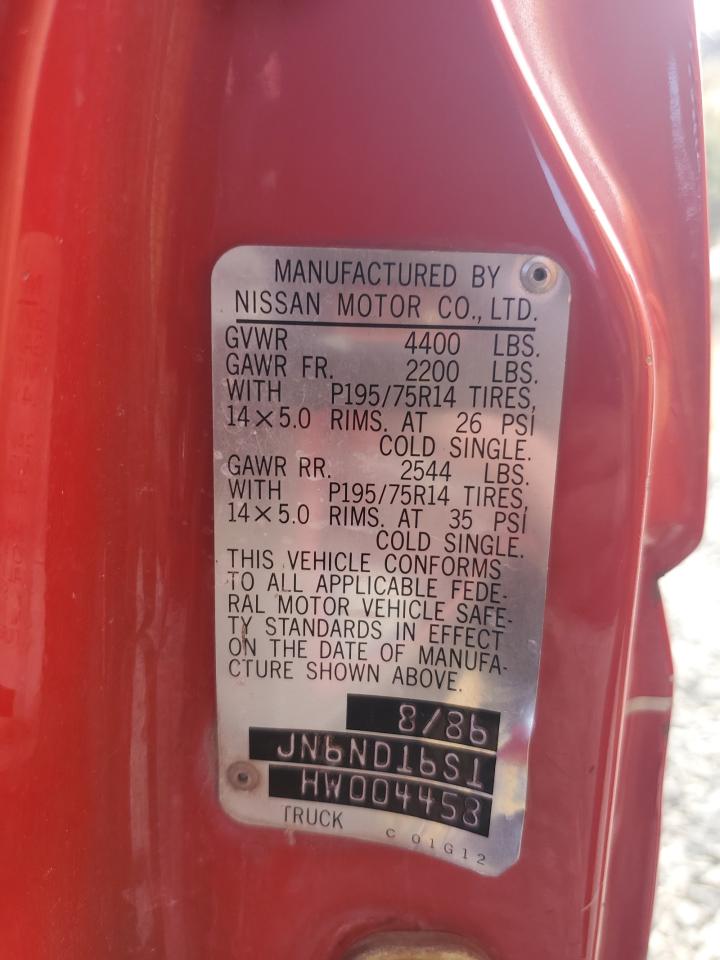 MANUFACTURED BY
NISSAN MOTOR CO., LTD.
GVWR 4400 LBS.
GAWR FR. 2200 LBS.
WITH P195/75R14 TIRES,
14×5.0 RIMS. AT 26 PSI
COLD SINGLE.
GAWR RR. 2544 LBS.
WITH P195/75R14 TIRES,
14×5.0 RIMS. AT 35 PSI
COLD SINGLE.
THIS VEHICLE CONFORMS
TO ALL APPLICABLE FEDE-
RAL MOTOR VEHICLE SAFE-
TY STANDARDS IN EFFECT
ON THE DATE OF MANUFA-
CTURE SHOWN ABOVE.
8/86
JN6ND16S1
HW004458
TRUCK
C 01G12